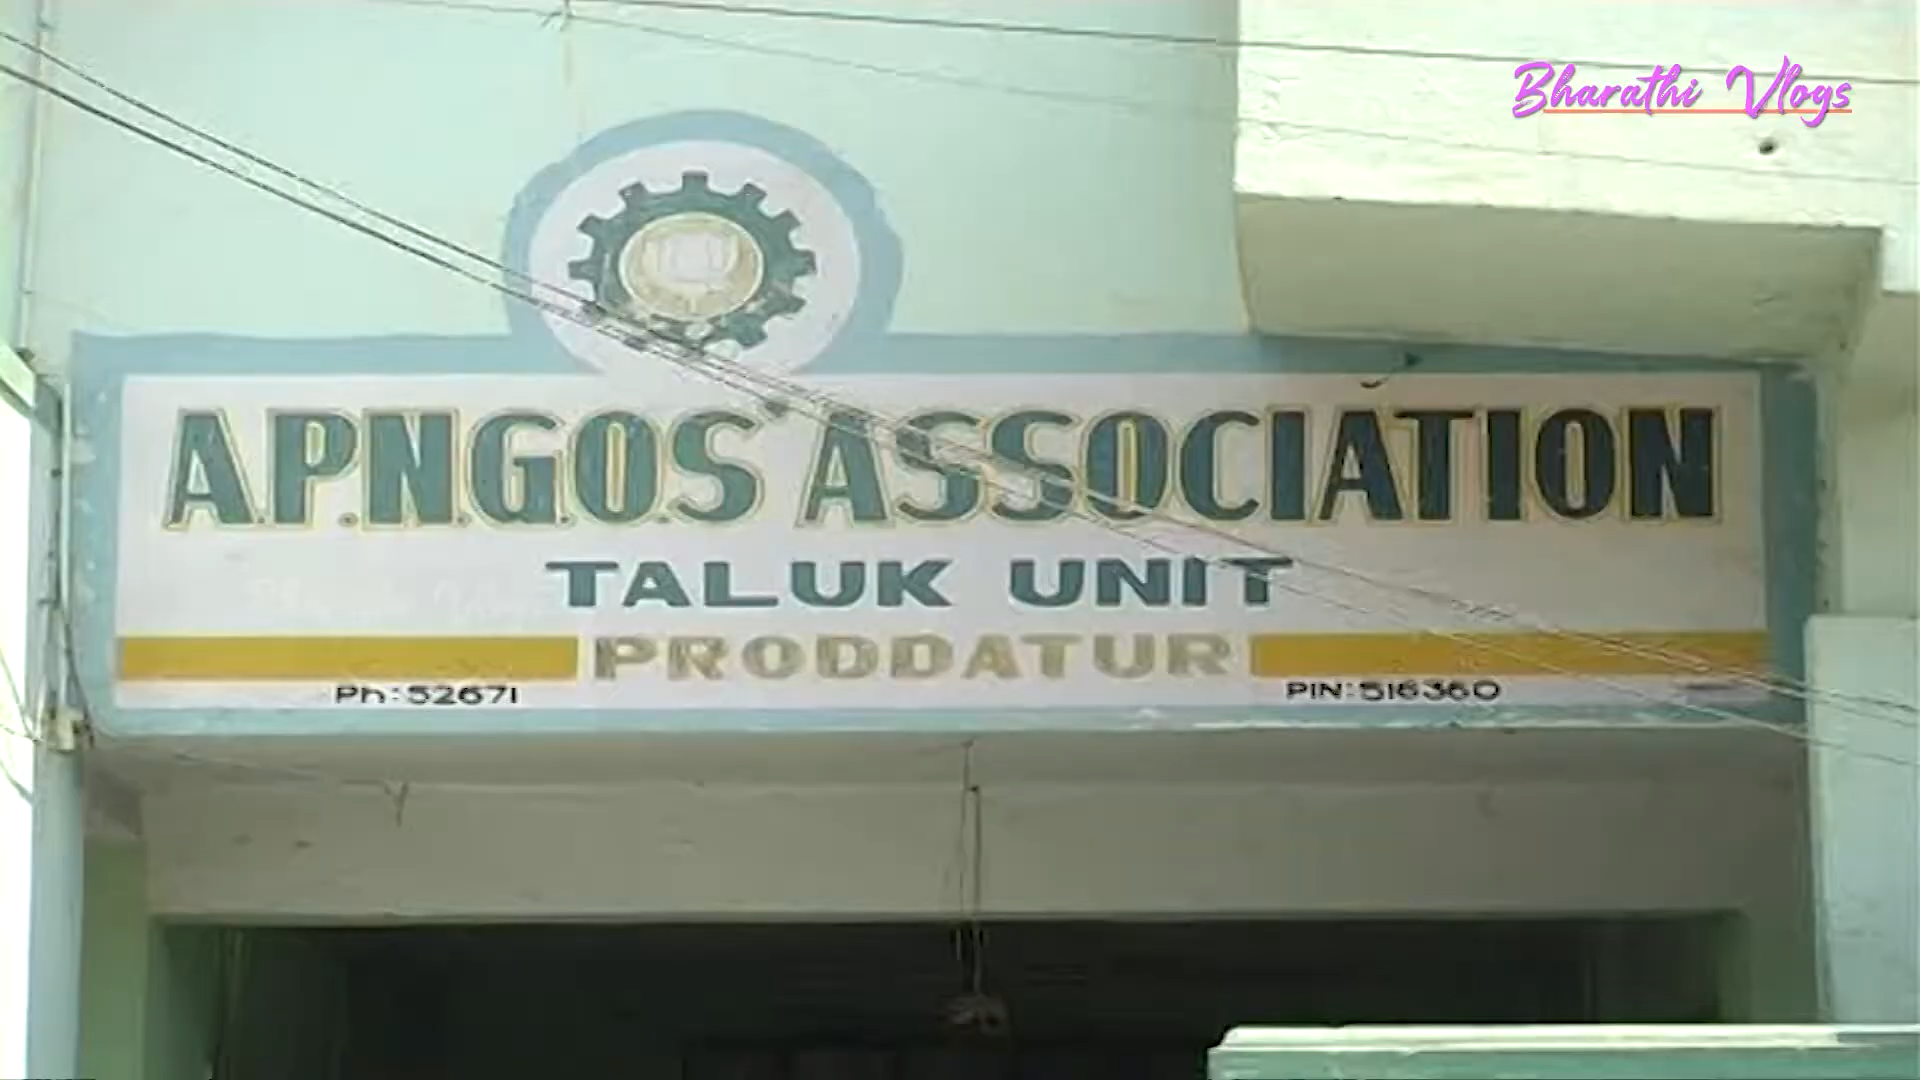 Bharathi Vlogs
A.P.N.G.O.S' ASSOCIATION
TALUK UNIT
PRODDATUR
Ph: 52671 PIN: 516360